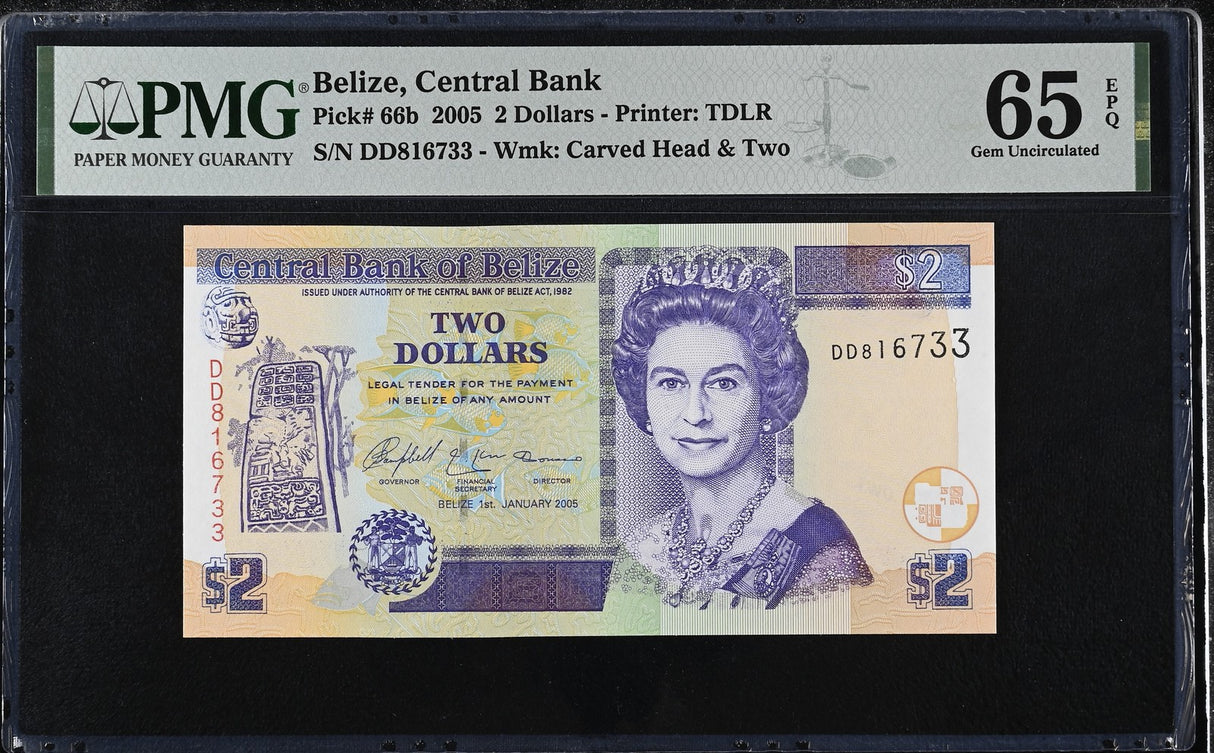 PMG®
PAPER MONEY GUARANTY
Belize, Central Bank
Pick# 66b 2005 2 Dollars - Printer: TDLR
S/N DD816733 - Wmk: Carved Head & Two
65
EPQ
Gem Uncirculated
Central Bank of Belize
$2
ISSUED UNDER AUTHORITY OF THE CENTRAL BANK OF BELIZE ACT, 1982
TWO
DOLLARS
DD816733
LEGAL TENDER FOR THE PAYMENT
IN BELIZE OF ANY AMOUNT
DD816733
GOVERNOR
FINANCIAL
SECRETARY
DIRECTOR
BELIZE 1st. JANUARY 2005
$2
$2